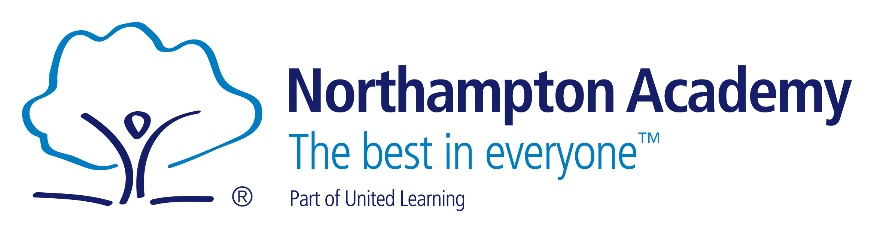 Northampton Academy
The best in everyone™
Part of United Learning
®